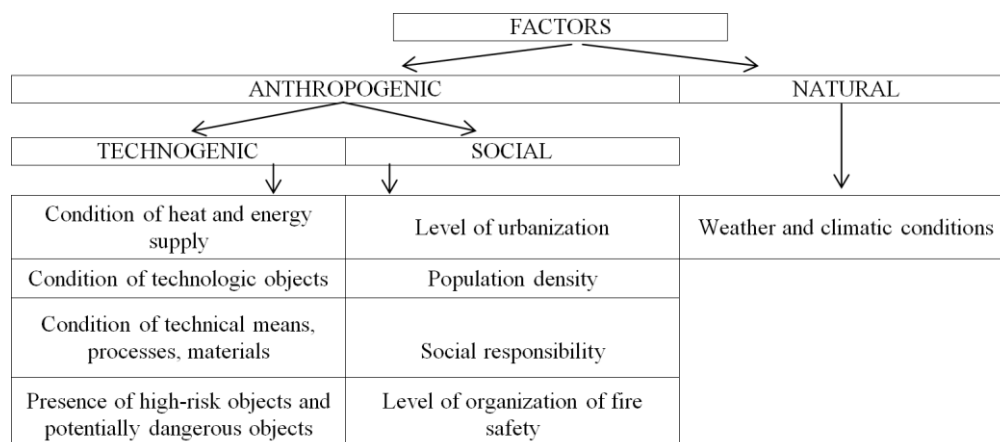 FACTORS
ANTHROPOGENIC
NATURAL
TECHNOGENIC
SOCIAL
Condition of heat and energy
supply
Level of urbanization
Weather and climatic conditions
Condition of technologic objects
Population density
Condition of technical means,
processes, materials
Social responsibility
Presence of high-risk objects and
potentially dangerous objects
Level of organization of fire
safety